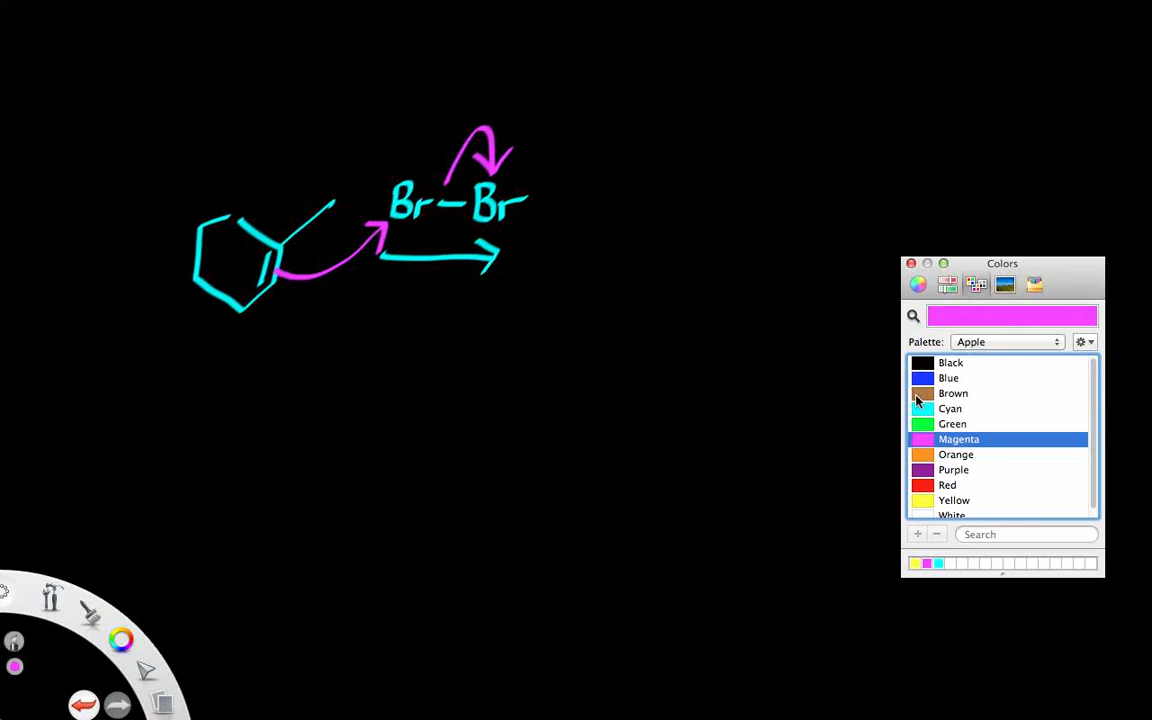 Br-Br
Colors
Palette: Apple
Black
Blue
Brown
Cyan
Green
Magenta
Orange
Purple
Red
Yellow
White
Search